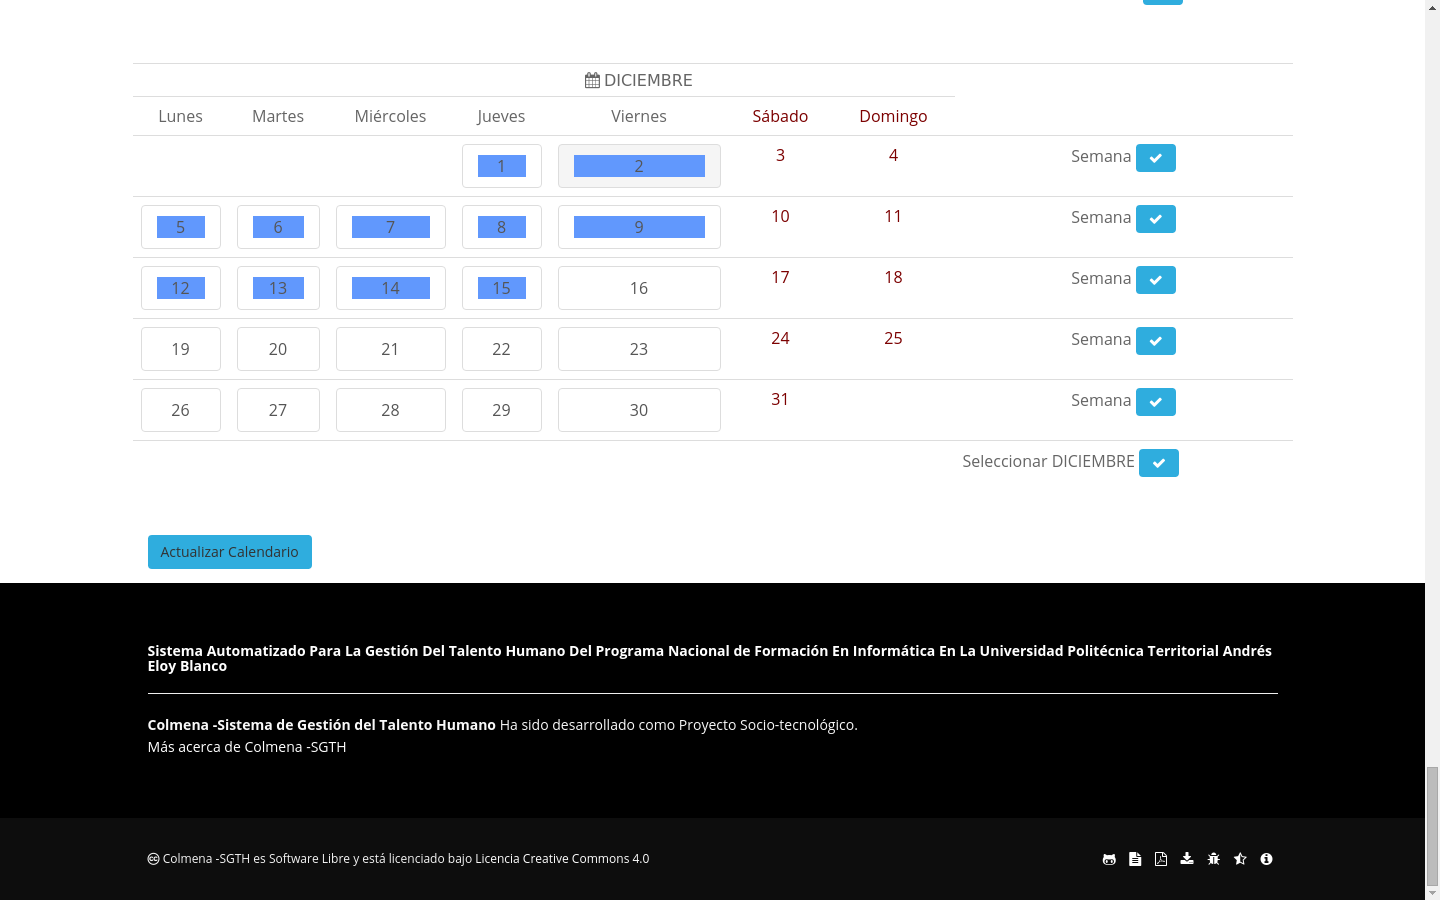 DICIEMBRE
Lunes Martes Miércoles Jueves Viernes Sábado Domingo
1 2 3 4 Semana
5 6 7 8 9 10 11 Semana
12 13 14 15 16 17 18 Semana
19 20 21 22 23 24 25 Semana
26 27 28 29 30 31 Semana
Seleccionar DICIEMBRE
Actualizar Calendario
Sistema Automatizado Para La Gestión Del Talento Humano Del Programa Nacional de Formación En Informática En La Universidad Politécnica Territorial Andrés
Eloy Blanco
Colmena -Sistema de Gestión del Talento Humano Ha sido desarrollado como Proyecto Socio-tecnológico.
Más acerca de Colmena -SGTH
Colmena -SGTH es Software Libre y está licenciado bajo Licencia Creative Commons 4.0